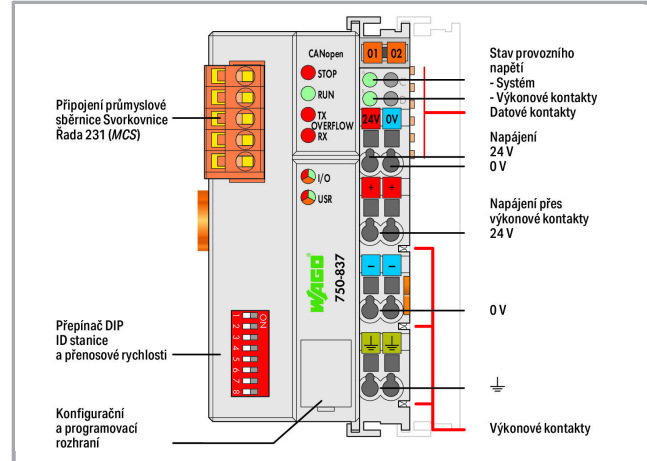 Připojení průmyslové
sběrnice Svorkovnice
Řada 231 (MCS)
Přepínač DIP
ID stanice
a přenosové rychlosti
Konfigurační
a programovací
rozhraní
CANopen
STOP
RUN
TX
OVERFLOW
RX
I/O
USR
WAGO
750-837
ON
1
2
3
4
5
6
7
8
01 02
24V 0V
+ +
− −
Stav provozního
napětí
- Systém
- Výkonové kontakty
Datové kontakty
Napájení
24 V
0 V
Napájení přes
výkonové kontakty
24 V
0 V
Výkonové kontakty